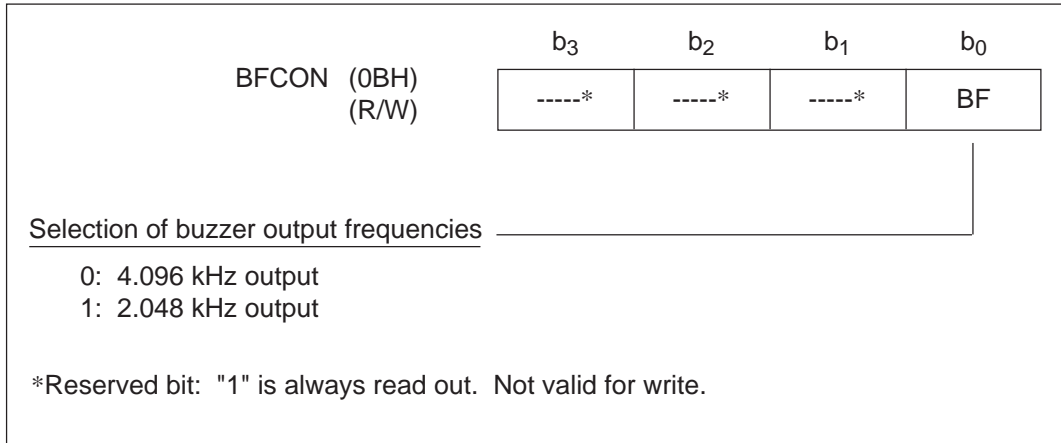 b3 b2 b1 b0
BFCON (0BH)
(R/W)
-----* -----* -----* BF
Selection of buzzer output frequencies
0: 4.096 kHz output
1: 2.048 kHz output
*Reserved bit: "1" is always read out. Not valid for write.